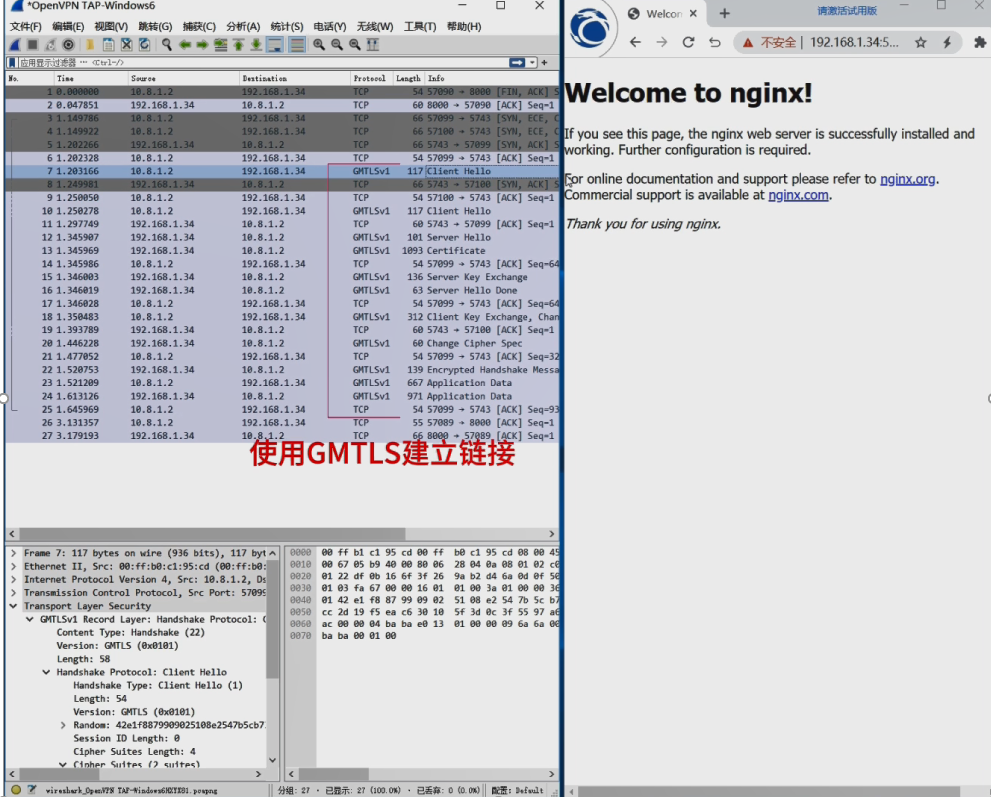 *OpenVPN TAP-Windows6
文件(F) 编辑(E) 视图(V) 跳转(G) 捕获(C) 分析(A) 统计(S) 电话(Y) 无线(W) 工具(T) 帮助(H)
应用显示过滤器 … <Ctrl-/>
No. Time Source Destination Protocol Length Info
1 0.000000 10.8.1.2 192.168.1.34 TCP 54 57090 → 8000 [FIN, ACK] S
2 0.047851 192.168.1.34 10.8.1.2 TCP 60 8000 → 57090 [ACK] Seq=1
3 1.149786 10.8.1.2 192.168.1.34 TCP 66 57099 → 5743 [SYN, ECE, C
4 1.149922 10.8.1.2 192.168.1.34 TCP 66 57100 → 5743 [SYN, ECE, C
5 1.202266 192.168.1.34 10.8.1.2 TCP 66 5743 → 57099 [SYN, ACK] S
6 1.202328 10.8.1.2 192.168.1.34 TCP 54 57099 → 5743 [ACK] Seq=1
7 1.203166 10.8.1.2 192.168.1.34 GMTLSv1 117 Client Hello
8 1.249981 192.168.1.34 10.8.1.2 TCP 66 5743 → 57100 [SYN, ACK] S
9 1.250050 10.8.1.2 192.168.1.34 TCP 54 57100 → 5743 [ACK] Seq=1
10 1.250278 10.8.1.2 192.168.1.34 GMTLSv1 117 Client Hello
11 1.297749 192.168.1.34 10.8.1.2 TCP 60 5743 → 57099 [ACK] Seq=1
12 1.345907 192.168.1.34 10.8.1.2 GMTLSv1 101 Server Hello
13 1.345969 192.168.1.34 10.8.1.2 GMTLSv1 1093 Certificate
14 1.345986 10.8.1.2 192.168.1.34 TCP 54 57099 → 5743 [ACK] Seq=64
15 1.346003 192.168.1.34 10.8.1.2 GMTLSv1 136 Server Key Exchange
16 1.346019 192.168.1.34 10.8.1.2 GMTLSv1 63 Server Hello Done
17 1.346028 10.8.1.2 192.168.1.34 TCP 54 57099 → 5743 [ACK] Seq=64
18 1.350483 10.8.1.2 192.168.1.34 GMTLSv1 312 Client Key Exchange, Chan
19 1.393789 192.168.1.34 10.8.1.2 TCP 60 5743 → 57100 [ACK] Seq=1
20 1.446228 192.168.1.34 10.8.1.2 GMTLSv1 60 Change Cipher Spec
21 1.477052 10.8.1.2 192.168.1.34 TCP 54 57099 → 5743 [ACK] Seq=32
22 1.520753 192.168.1.34 10.8.1.2 GMTLSv1 139 Encrypted Handshake Messa
23 1.521209 10.8.1.2 192.168.1.34 GMTLSv1 667 Application Data
24 1.613126 192.168.1.34 10.8.1.2 GMTLSv1 971 Application Data
25 1.645969 10.8.1.2 192.168.1.34 TCP 54 57099 → 5743 [ACK] Seq=93
26 3.131357 10.8.1.2 192.168.1.34 TCP 55 57089 → 8000 [ACK] Seq=1
27 3.179193 192.168.1.34 10.8.1.2 TCP 66 8000 → 57089 [ACK] Seq=1
使用GMTLS建立链接
Frame 7: 117 bytes on wire (936 bits), 117 byt
Ethernet II, Src: 00:ff:b0:c1:95:cd (00:ff:b0:
Internet Protocol Version 4, Src: 10.8.1.2, Ds
Transmission Control Protocol, Src Port: 57099
Transport Layer Security
GMTLSv1 Record Layer: Handshake Protocol: C
Content Type: Handshake (22)
Version: GMTLS (0x0101)
Length: 58
Handshake Protocol: Client Hello
Handshake Type: Client Hello (1)
Length: 54
Version: GMTLS (0x0101)
Random: 42e1f8879909025108e2547b5cb7
Session ID Length: 0
Cipher Suites Length: 4
Cipher Suites (2 suites)
0000 00 ff b1 c1 95 cd 00 ff b0 c1 95 cd 08 00 45
0010 00 67 05 b9 40 00 80 06 28 04 0a 08 01 02 c0
0020 01 22 df 0b 16 6f 3f 26 9a b2 d4 6a 0d 0f 50
0030 01 03 fa 67 00 00 16 01 01 00 3a 01 00 00 36
0040 01 42 e1 f8 87 99 09 02 51 08 e2 54 7b 5c b7
0050 cc 2d 19 f5 ea c6 30 10 5f 3d 0c 3f 55 97 a6
0060 ac 00 00 04 ba ba e0 13 01 00 00 09 6a 6a 00
0070 ba ba 00 01 00
wireshark_OpenVPN TAP-Windows6HXYX81.pcapng
分组: 27 · 已显示: 27 (100.0%) · 已丢弃: 0 (0.0%) 配置: Default
Welcon
请激活试用版
不安全 | 192.168.1.34:5...
Welcome to nginx!
If you see this page, the nginx web server is successfully installed and
working. Further configuration is required.
For online documentation and support please refer to nginx.org.
Commercial support is available at nginx.com.
Thank you for using nginx.